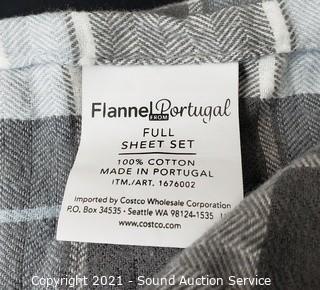 Flannel FROM Portugal
FULL
SHEET SET
100% COTTON
MADE IN PORTUGAL
ITM./ART. 1676002
Imported by Costco Wholesale Corporation
P.O. Box 34535 · Seattle WA 98124-1535 U
www.costco.com
Copyright 2021 - Sound Auction Service